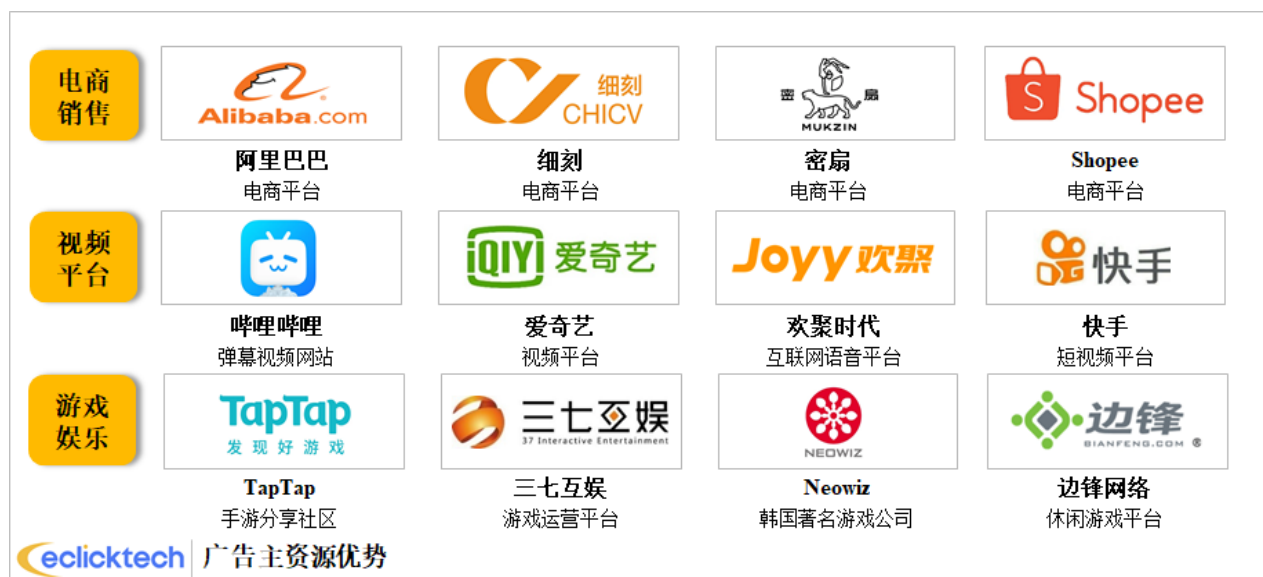 电商
销售
Alibaba.com
细刻
CHICV
密扇
MUKZIN
S Shopee
阿里巴巴
细刻
密扇
Shopee
电商平台
电商平台
电商平台
电商平台
视频
平台
iQIYI 爱奇艺
Joyy 欢聚
快手
哔哩哔哩
爱奇艺
欢聚时代
快手
弹幕视频网站
视频平台
互联网语音平台
短视频平台
游戏
娱乐
TapTap
发现好游戏
三七互娱
37 Interactive Entertainment
NEOWIZ
边锋
BIANFENG.COM ®
TapTap
三七互娱
Neowiz
边锋网络
手游分享社区
游戏运营平台
韩国著名游戏公司
休闲游戏平台
eclicktech 广告主资源优势